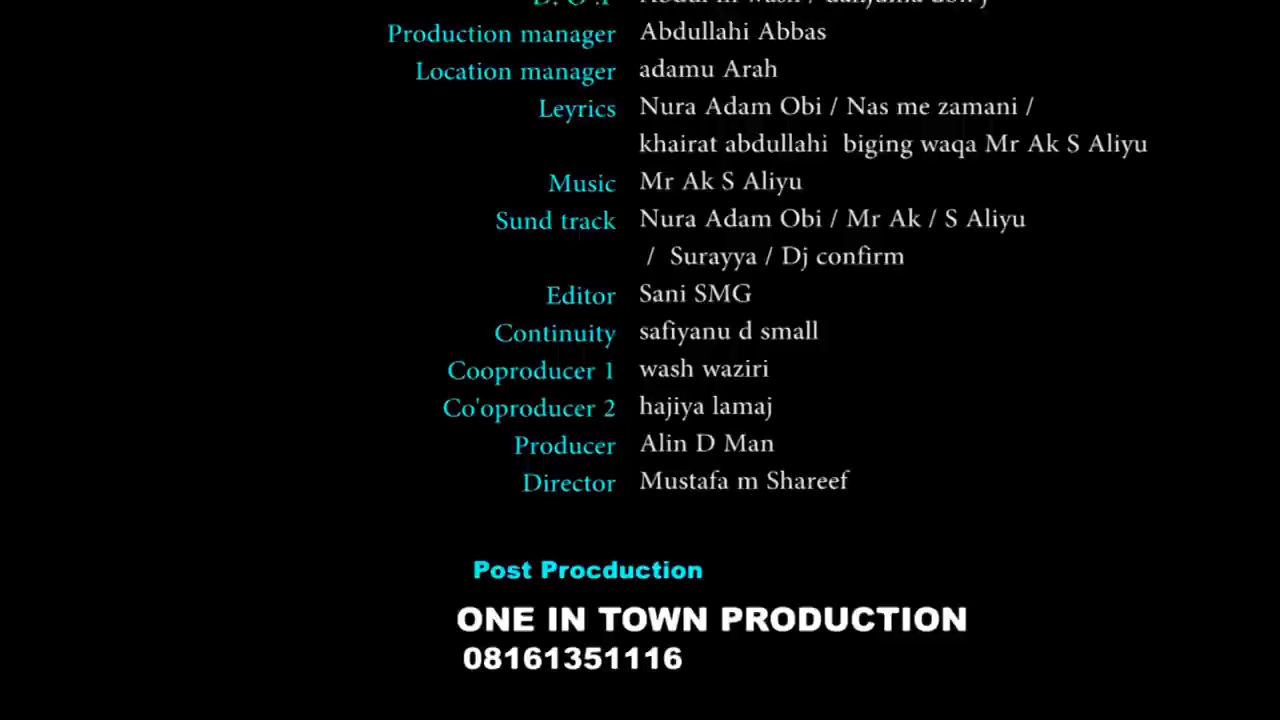 Production manager Abdullahi Abbas
Location manager adamu Arah
Leyrics Nura Adam Obi / Nas me zamani /
khairat abdullahi biging waqa Mr Ak S Aliyu
Music Mr Ak S Aliyu
Sund track Nura Adam Obi / Mr Ak / S Aliyu
/ Surayya / Dj confirm
Editor Sani SMG
Continuity safiyanu d small
Cooproducer 1 wash waziri
Co'oproducer 2 hajiya lamaj
Producer Alin D Man
Director Mustafa m Shareef
Post Procduction
ONE IN TOWN PRODUCTION
08161351116